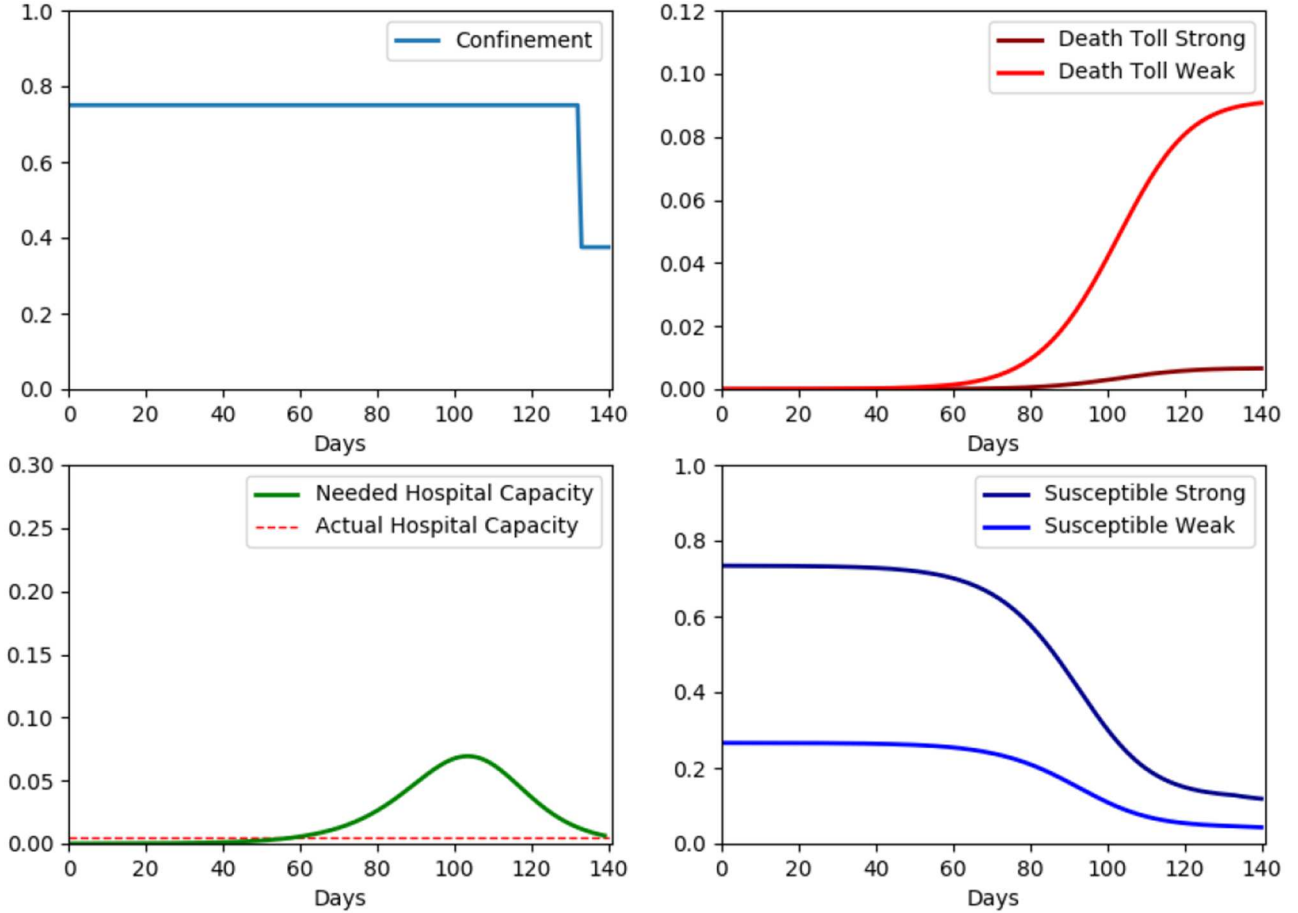 1.0
0.8
0.6
0.4
0.2
0.0
Confinement
0 20 40 60 80 100 120 140
Days
0.12
0.10
0.08
0.06
0.04
0.02
0.00
Death Toll Strong
Death Toll Weak
0 20 40 60 80 100 120 140
Days
0.30
0.25
0.20
0.15
0.10
0.05
0.00
Needed Hospital Capacity
Actual Hospital Capacity
0 20 40 60 80 100 120 140
Days
1.0
0.8
0.6
0.4
0.2
0.0
Susceptible Strong
Susceptible Weak
0 20 40 60 80 100 120 140
Days